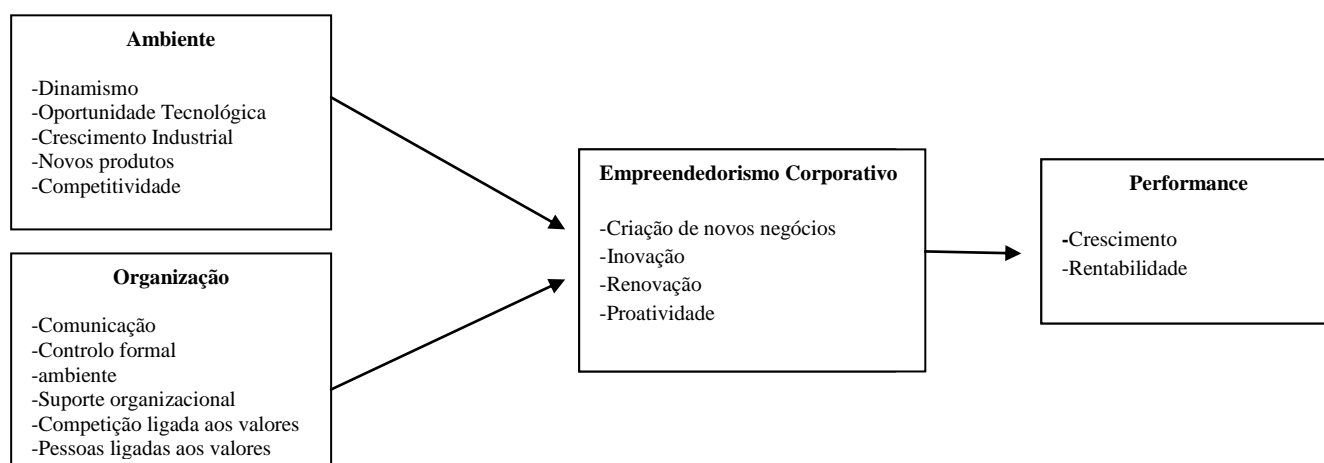 Ambiente
-Dinamismo
-Oportunidade Tecnológica
-Crescimento Industrial
-Novos produtos
-Competitividade
Organização
-Comunicação
-Controlo formal
-ambiente
-Suporte organizacional
-Competição ligada aos valores
-Pessoas ligadas aos valores
Empreendedorismo Corporativo
-Criação de novos negócios
-Inovação
-Renovação
-Proatividade
Performance
-Crescimento
-Rentabilidade